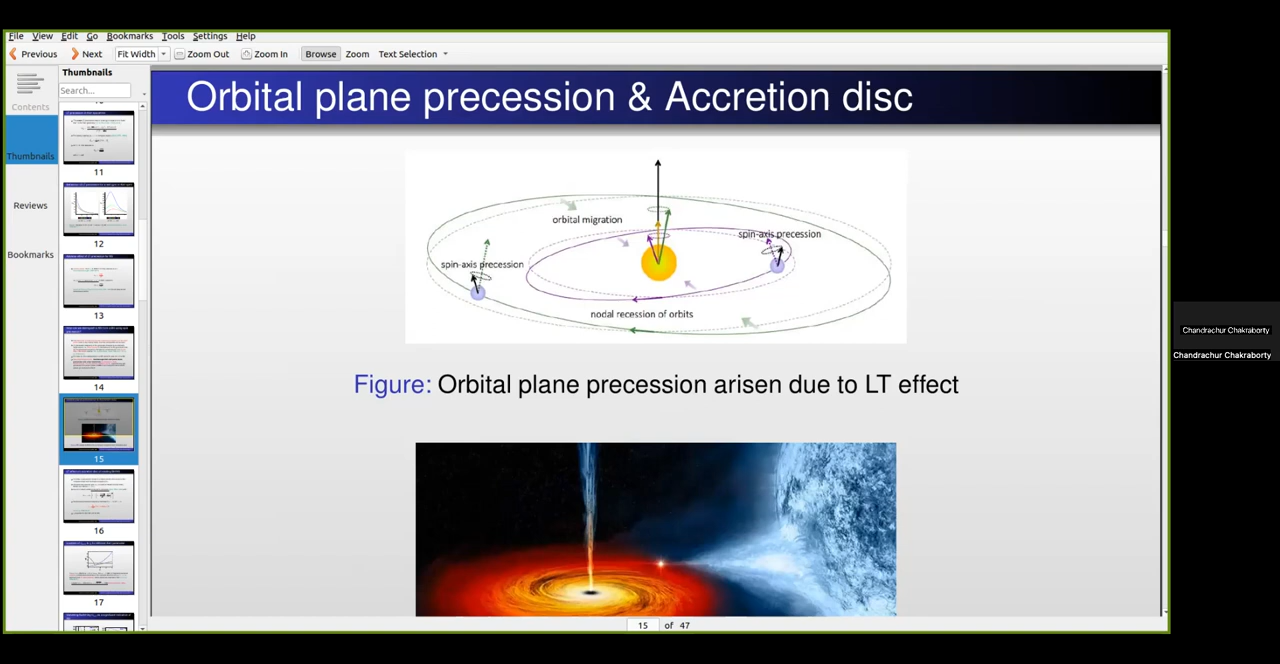 File View Edit Go Bookmarks Tools Settings Help
Previous Next Fit Width Zoom Out Zoom In Browse Zoom Text Selection
Contents
Thumbnails
Reviews
Bookmarks
Thumbnails
Search...
11
12
13
14
15
16
17
Orbital plane precession & Accretion disc
orbital migration
spin-axis precession
spin-axis precession
nodal recession of orbits
Figure: Orbital plane precession arisen due to LT effect
15 of 47
Chandrachur Chakraborty
Chandrachur Chakraborty